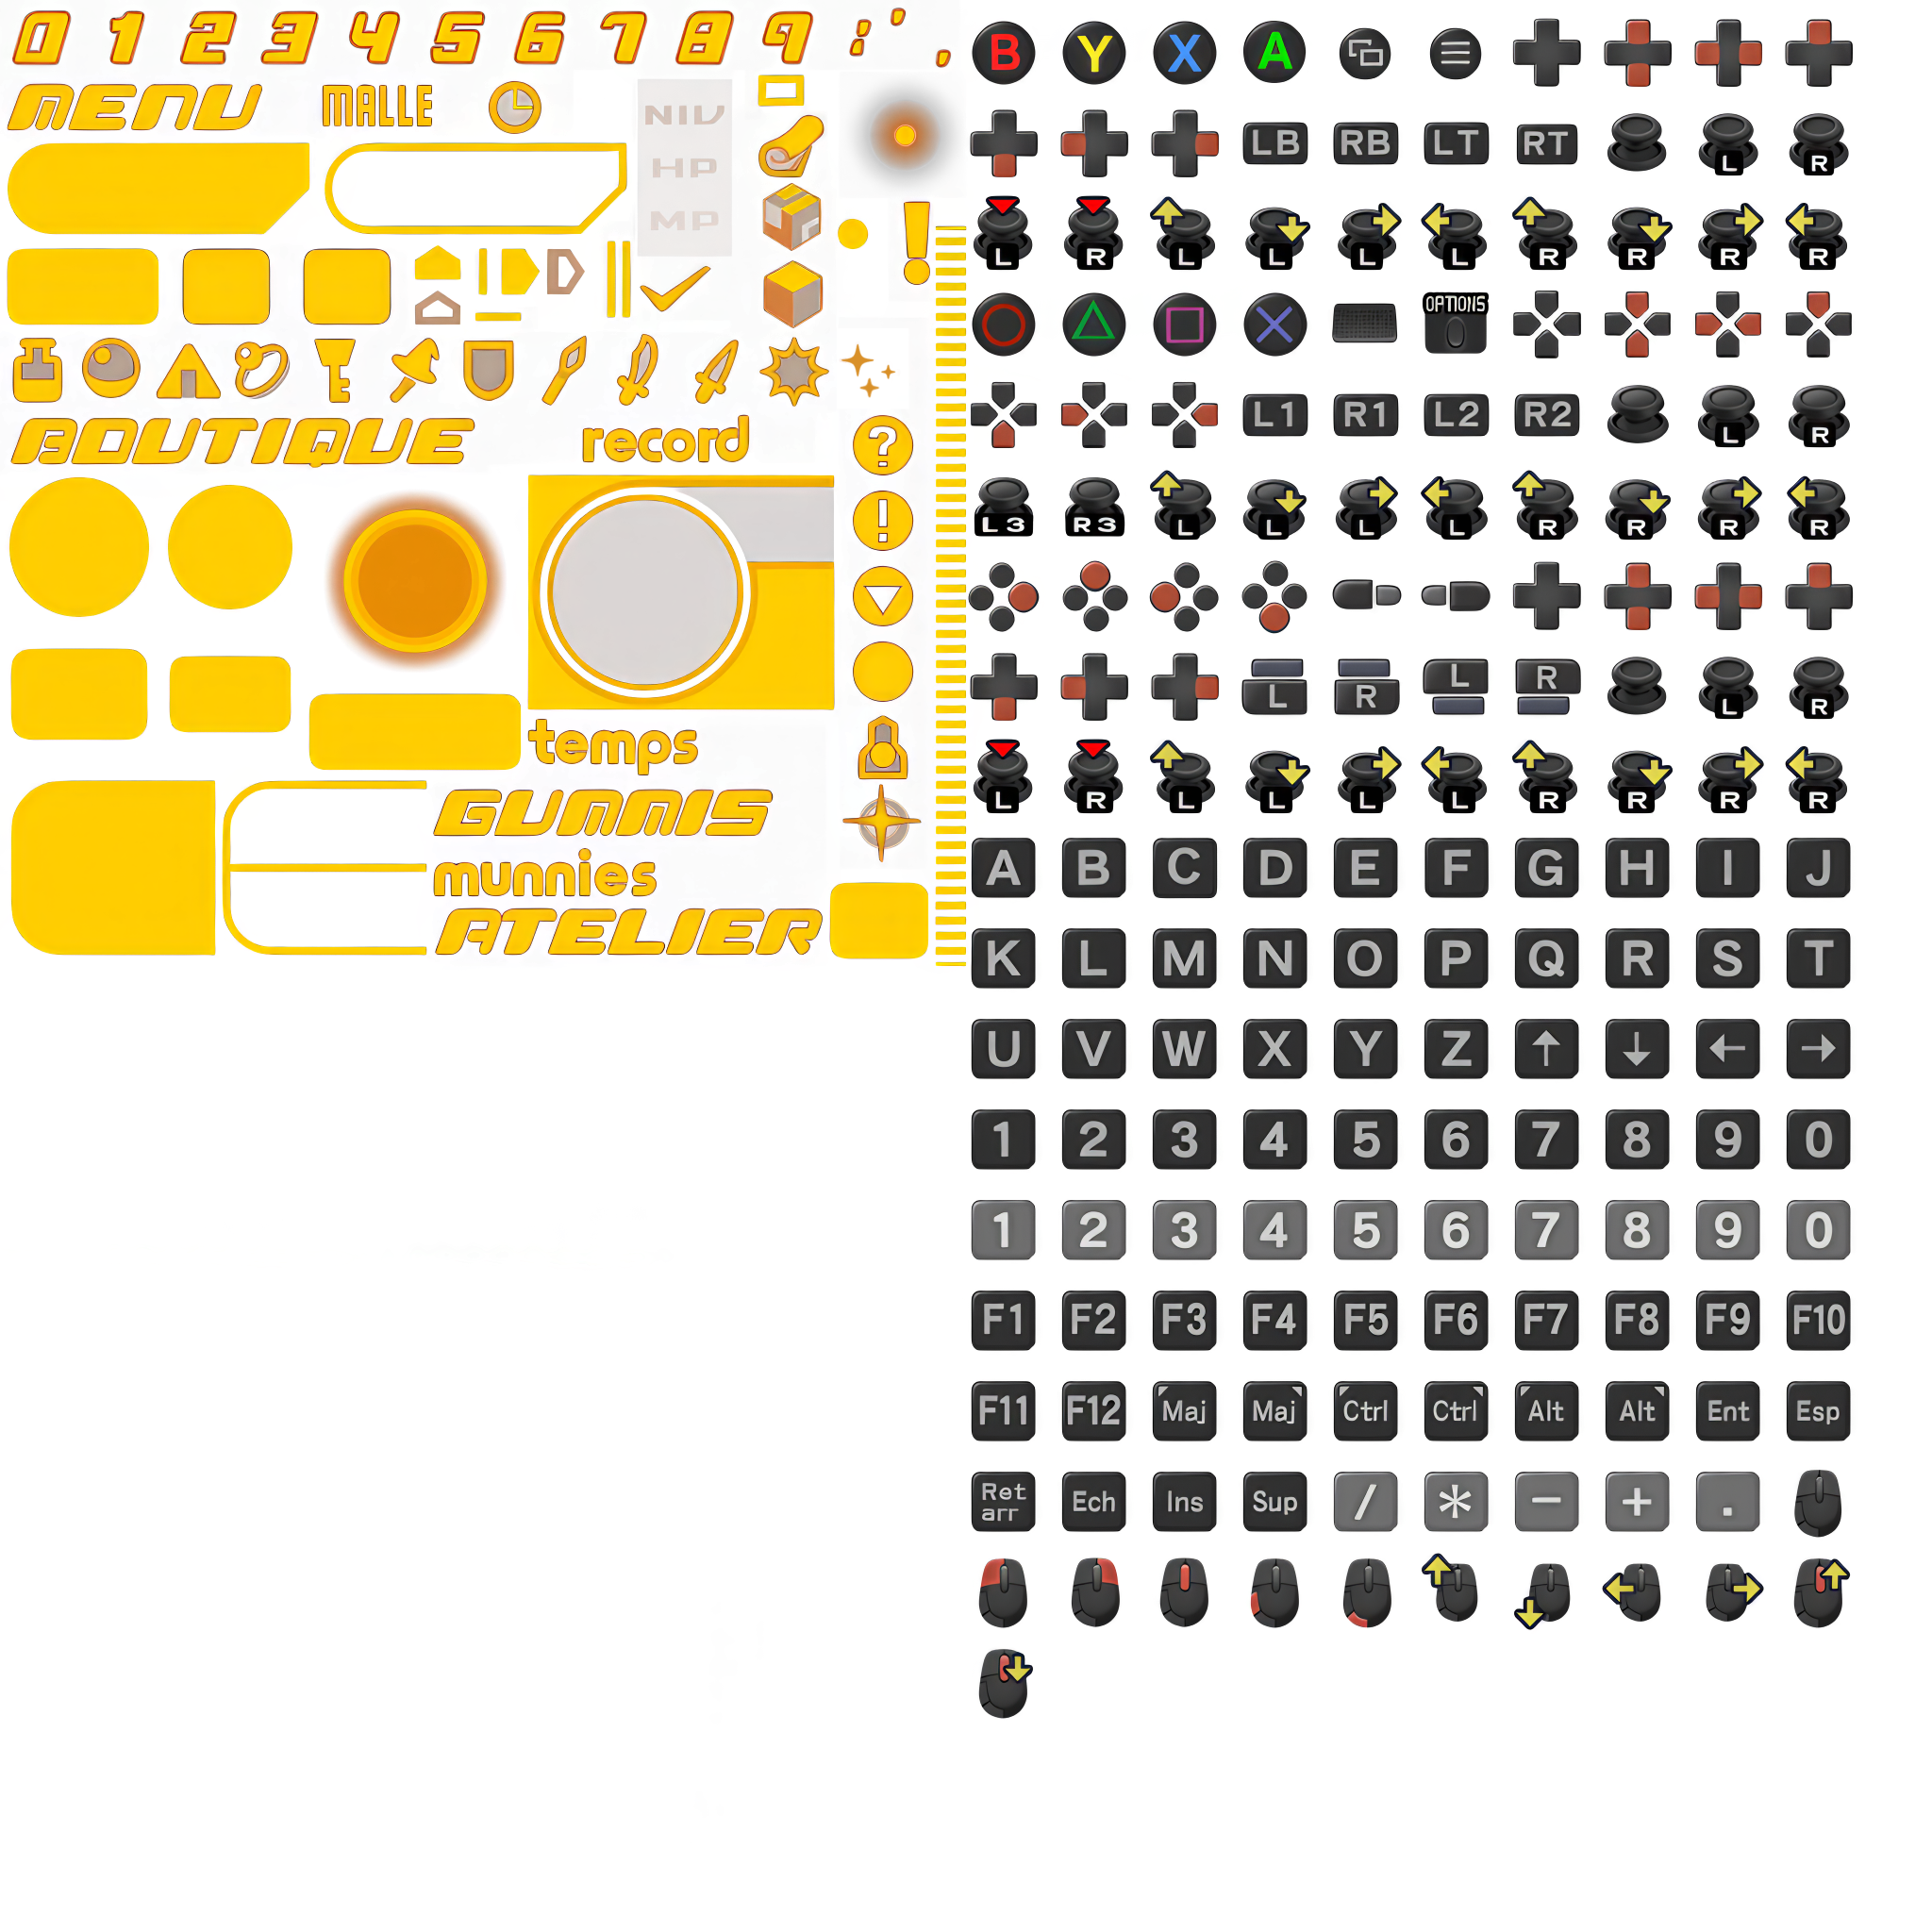 0 1 2 3 4 5 6 7 8 9 : ' ,
MENU MALLE
NIV
HP
MP
!
BOUTIQUE record
?
!
temps
GUMMIS
munnies
ATELIER
B Y X A
LB RB LT RT L R
L R L L L L R R R R
OPTIONS
L1 R1 L2 R2 L R
L3 R3 L L L L R R R R
L R L R L R
L R L L L L R R R R
A B C D E F G H I J
K L M N O P Q R S T
U V W X Y Z ↑ ↓ ← →
1 2 3 4 5 6 7 8 9 0
1 2 3 4 5 6 7 8 9 0
F1 F2 F3 F4 F5 F6 F7 F8 F9 F10
F11 F12 Maj Maj Ctrl Ctrl Alt Alt Ent Esp
Ret
arr Ech Ins Sup / * - + .